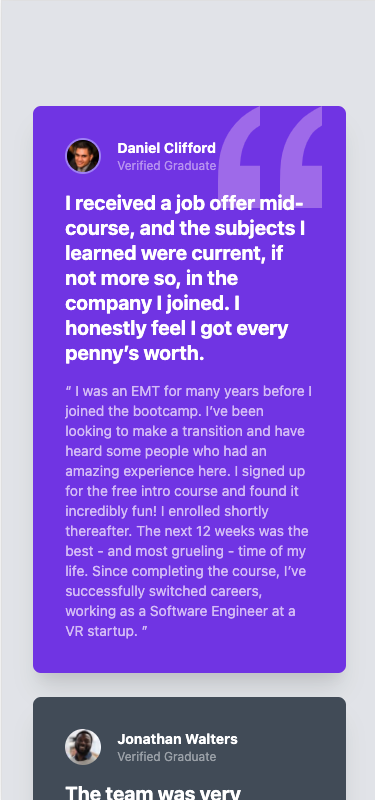 Daniel Clifford
Verified Graduate
I received a job offer mid-
course, and the subjects I
learned were current, if
not more so, in the
company I joined. I
honestly feel I got every
penny’s worth.
“ I was an EMT for many years before I
joined the bootcamp. I’ve been
looking to make a transition and have
heard some people who had an
amazing experience here. I signed up
for the free intro course and found it
incredibly fun! I enrolled shortly
thereafter. The next 12 weeks was the
best - and most grueling - time of my
life. Since completing the course, I’ve
successfully switched careers,
working as a Software Engineer at a
VR startup. ”
Jonathan Walters
Verified Graduate
The team was very